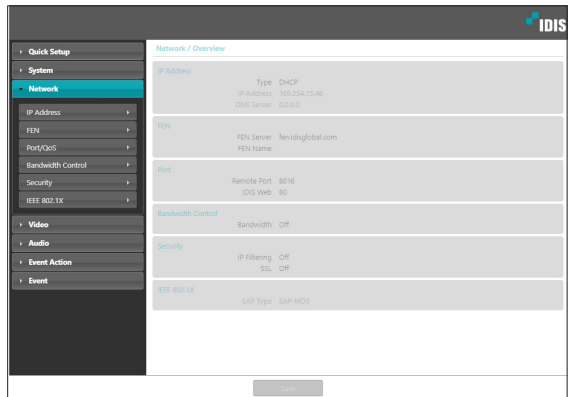 IDIS
Quick Setup
System
Network
IP Address
FEN
Port/QoS
Bandwidth Control
Security
IEEE 802.1X
Video
Audio
Event Action
Event
Network / Overview
IP Address
Type DHCP
IP Address 169.254.75.46
DNS Server 0.0.0.0
FEN
FEN Server fen.idisglobal.com
FEN Name
Port
Remote Port 8016
IDIS Web 80
Bandwidth Control
Bandwidth Off
Security
IP Filtering Off
SSL Off
IEEE 802.1X
EAP Type EAP-MD5
Save